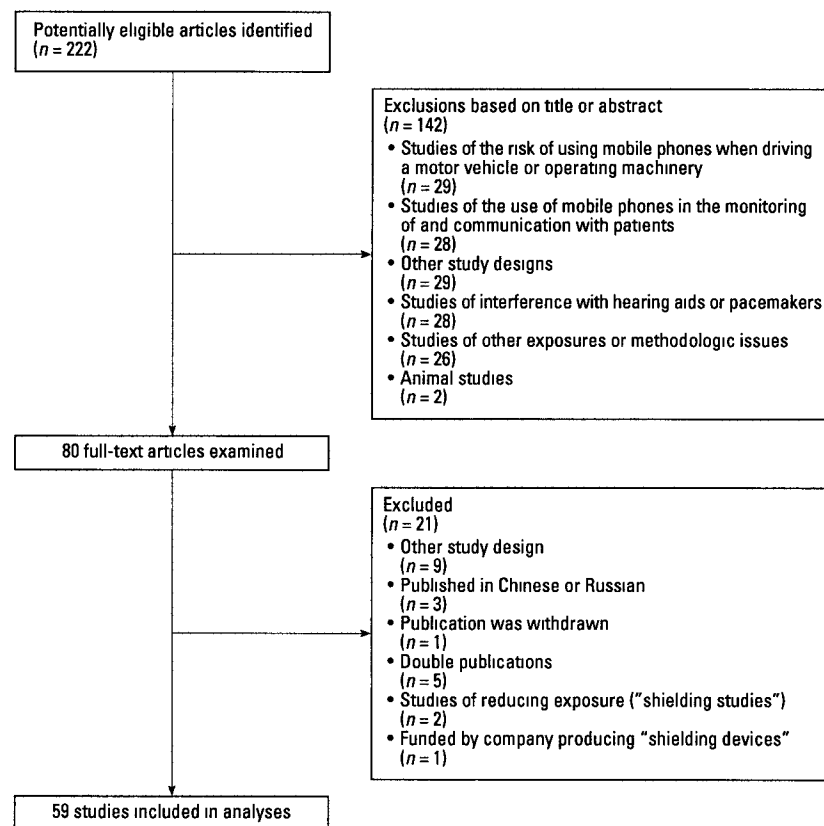 Potentially eligible articles identified
(n = 222)
Exclusions based on title or abstract
(n = 142)
• Studies of the risk of using mobile phones when driving
a motor vehicle or operating machinery
(n = 29)
• Studies of the use of mobile phones in the monitoring
of and communication with patients
(n = 28)
• Other study designs
(n = 29)
• Studies of interference with hearing aids or pacemakers
(n = 28)
• Studies of other exposures or methodologic issues
(n = 26)
• Animal studies
(n = 2)
80 full-text articles examined
Excluded
(n = 21)
• Other study design
(n = 9)
• Published in Chinese or Russian
(n = 3)
• Publication was withdrawn
(n = 1)
• Double publications
(n = 5)
• Studies of reducing exposure ("shielding studies")
(n = 2)
• Funded by company producing "shielding devices"
(n = 1)
59 studies included in analyses